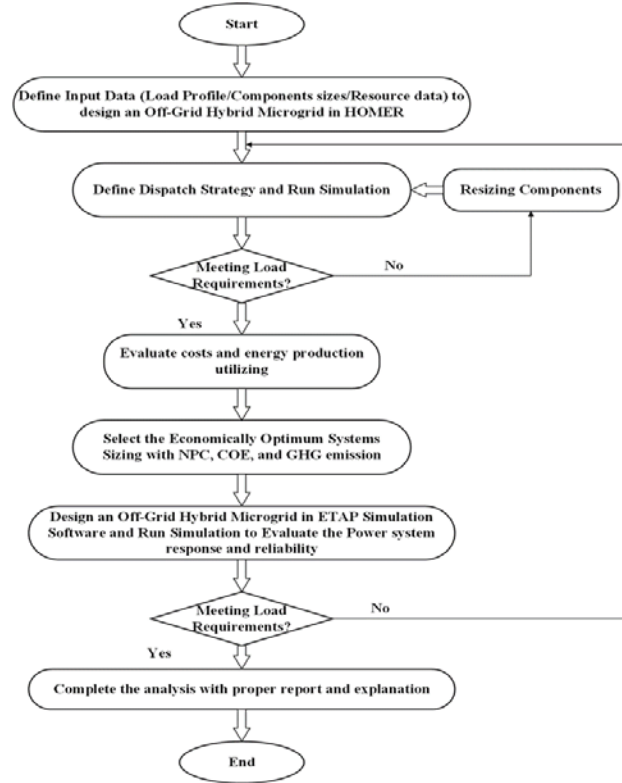 Start
Define Input Data (Load Profile/Components sizes/Resource data) to
design an Off-Grid Hybrid Microgrid in HOMER
Define Dispatch Strategy and Run Simulation
Resizing Components
Meeting Load
Requirements?
No
Yes
Evaluate costs and energy production
utilizing
Select the Economically Optimum Systems
Sizing with NPC, COE, and GHG emission
Design an Off-Grid Hybrid Microgrid in ETAP Simulation
Software and Run Simulation to Evaluate the Power system
response and reliability
Meeting Load
Requirements?
No
Yes
Complete the analysis with proper report and explanation
End